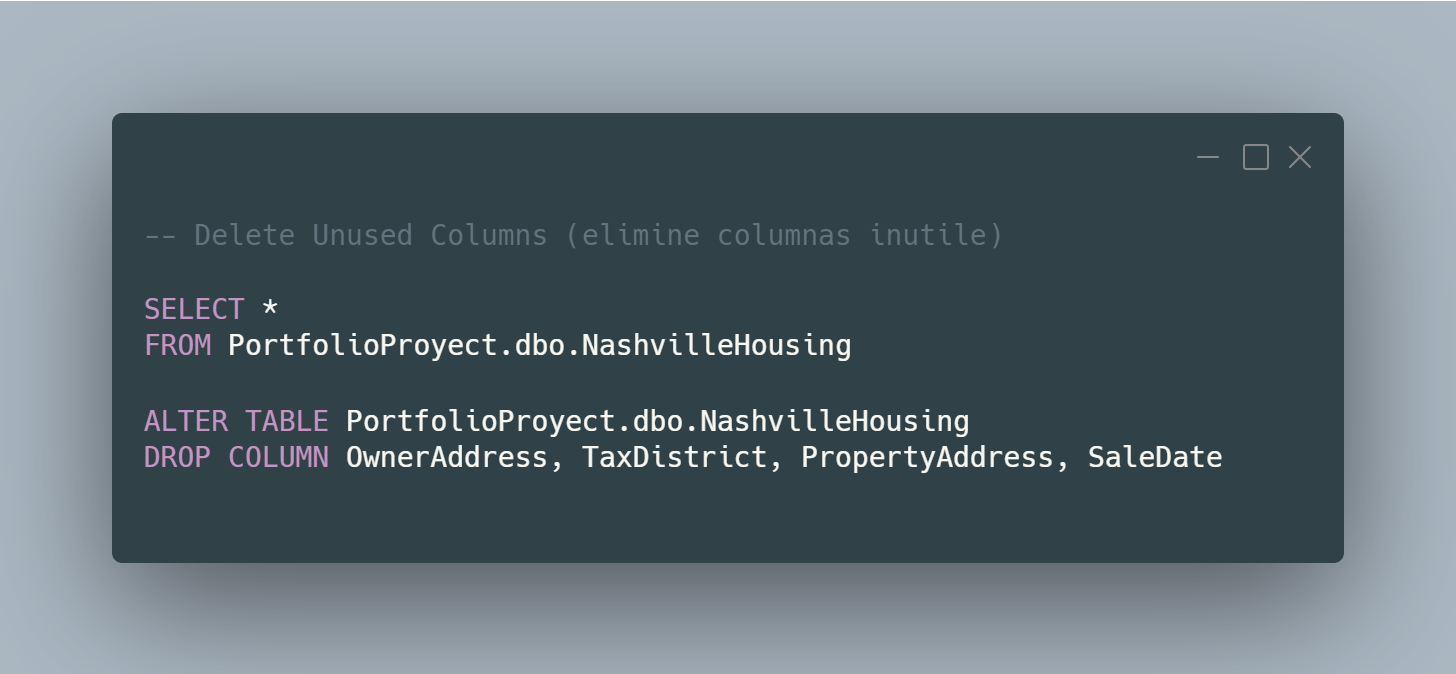 -- Delete Unused Columns (elimine columnas inutile)
SELECT *
FROM PortfolioProyect.dbo.NashvilleHousing
ALTER TABLE PortfolioProyect.dbo.NashvilleHousing
DROP COLUMN OwnerAddress, TaxDistrict, PropertyAddress, SaleDate